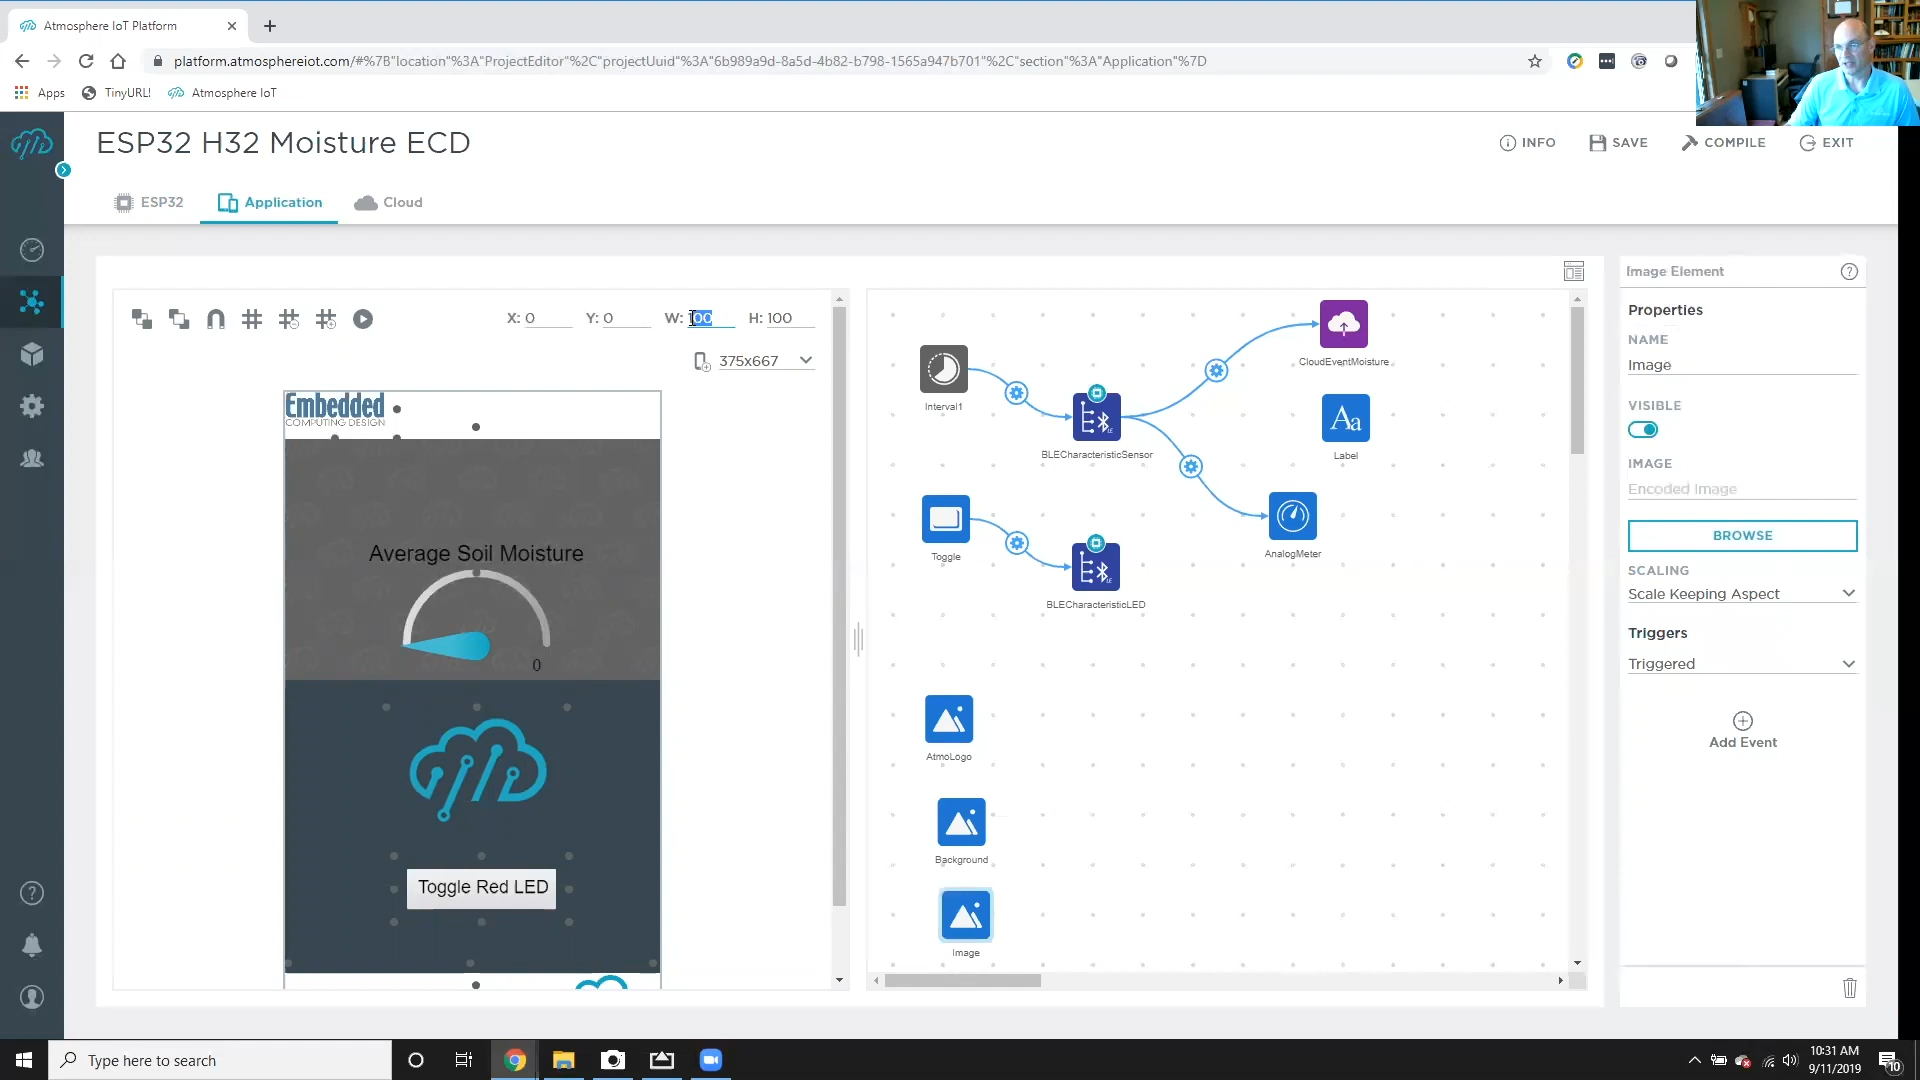 Atmosphere IoT Platform
platform.atmosphereiot.com/#%7B"location"%3A"ProjectEditor"%2C"projectUuid"%3A"6b989a9d-8a5d-4b82-b798-1565a947b701"%2C"section"%3A"Application"%7D
Apps
TinyURL!
Atmosphere IoT
ESP32 H32 Moisture ECD
INFO
SAVE
COMPILE
EXIT
ESP32
Application
Cloud
X: 0
Y: 0
W: 100
H: 100
375x667
Embedded
COMPUTING DESIGN
Average Soil Moisture
0
Toggle Red LED
Interval1
BLECharacteristicSensor
CloudEventMoisture
Aa
Label
AnalogMeter
Toggle
LE
BLECharacteristicLED
LE
AtmoLogo
Background
Image
Image Element
Properties
NAME
Image
VISIBLE
IMAGE
Encoded Image
BROWSE
SCALING
Scale Keeping Aspect
Triggers
Triggered
Add Event
Type here to search
10:31 AM
9/11/2019
10